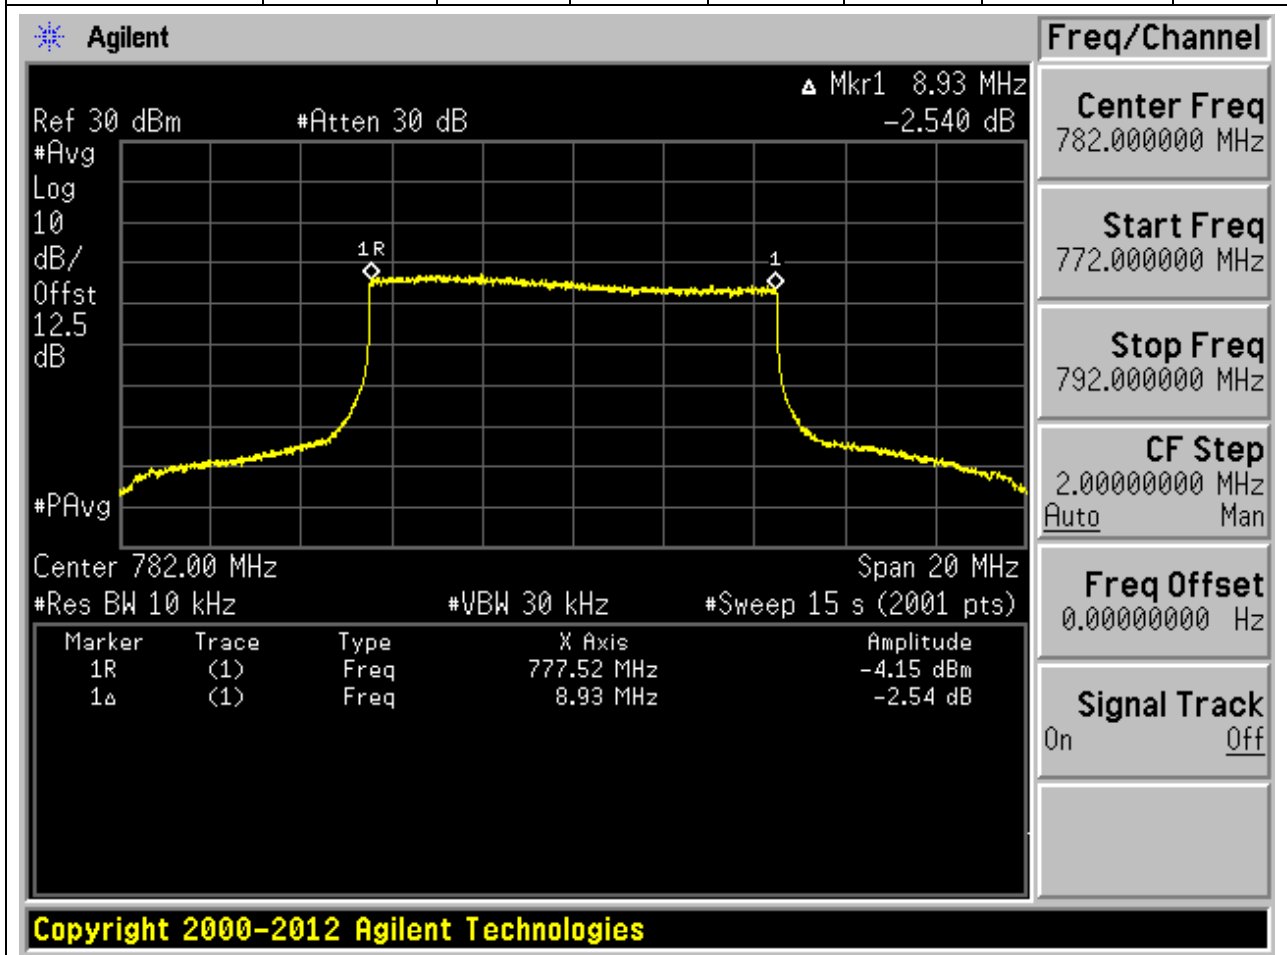 Agilent
Freq/Channel
▵ Mkr1 8.93 MHz
Ref 30 dBm #Atten 30 dB -2.540 dB
#Avg
Log
10
dB/
Offst
12.5
dB
1R
1
#PAvg
Center 782.00 MHz Span 20 MHz
#Res BW 10 kHz #VBW 30 kHz #Sweep 15 s (2001 pts)
Marker Trace Type X Axis Amplitude
1R (1) Freq 777.52 MHz -4.15 dBm
1▵ (1) Freq 8.93 MHz -2.54 dB
Center Freq
782.000000 MHz
Start Freq
772.000000 MHz
Stop Freq
792.000000 MHz
CF Step
2.00000000 MHz
Auto Man
Freq Offset
0.00000000 Hz
Signal Track
On Off
Copyright 2000-2012 Agilent Technologies